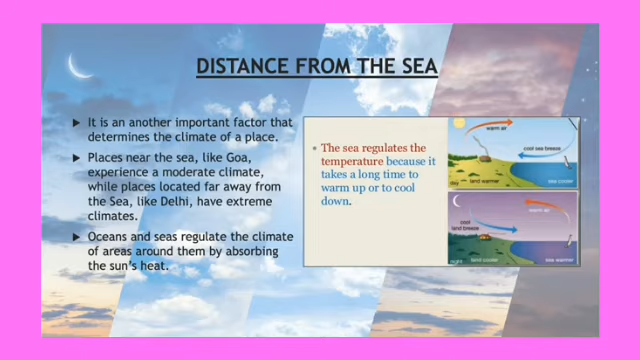 DISTANCE FROM THE SEA
It is an another important factor that
determines the climate of a place.
Places near the sea, like Goa,
experience a moderate climate,
while places located far away from
the Sea, like Delhi, have extreme
climates.
Oceans and seas regulate the climate
of areas around them by absorbing
the sun's heat.
The sea regulates the
temperature because it
takes a long time to
warm up or to cool
down.
warm air
cool sea breeze
day
land warmer
sea cooler
warm air
cool
land breeze
night
land cooler
sea warmer